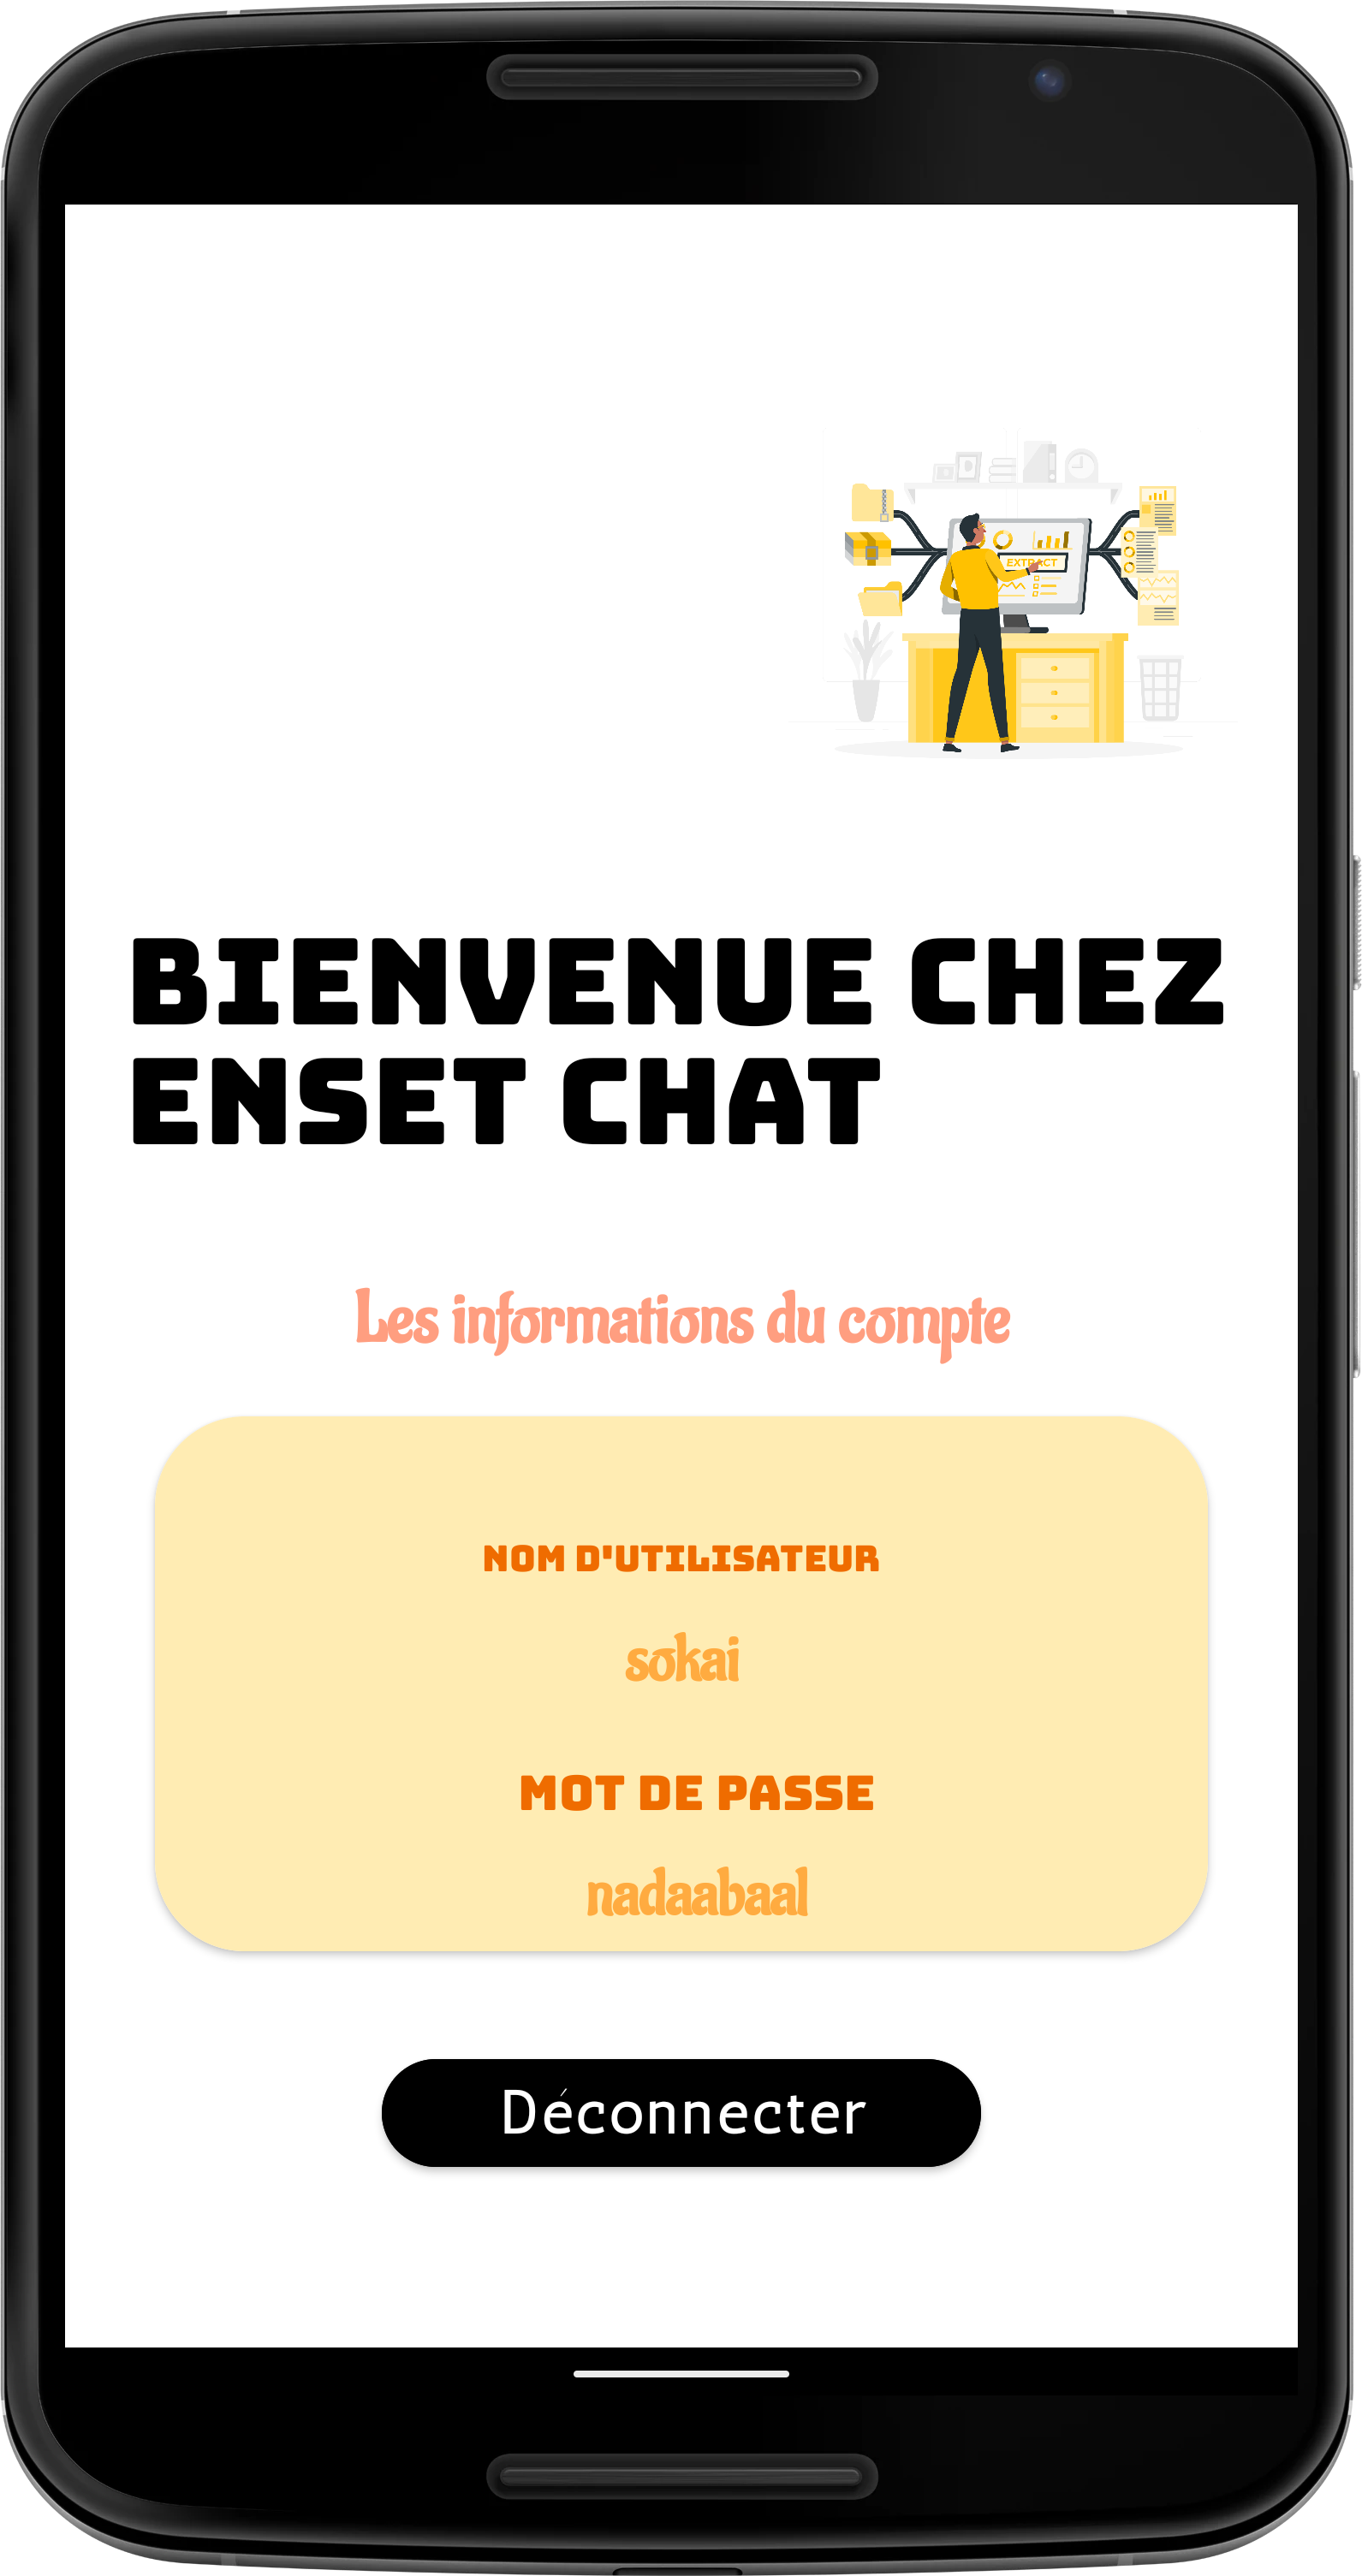 EXTRACT
BIENVENUE CHEZ
ENSET CHAT
Les informations du compte
NOM D'UTILISATEUR
sokai
MOT DE PASSE
nadaabaal
Déconnecter